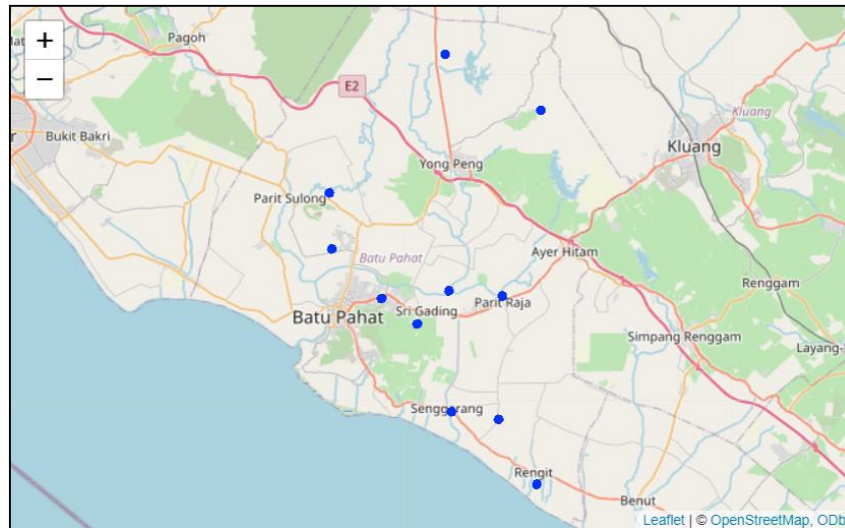 +
−
Pagoh
E2
Bukit Bakri
Kluang
Kluang
Yong Peng
Parit Sulong
Ayer Hitam
Batu Pahat
Renggam
Parit Raja
Sri Gading
Batu Pahat
Simpang Renggam
Layang-
Senggarang
Rengit
Benut
Leaflet | © OpenStreetMap, ODb